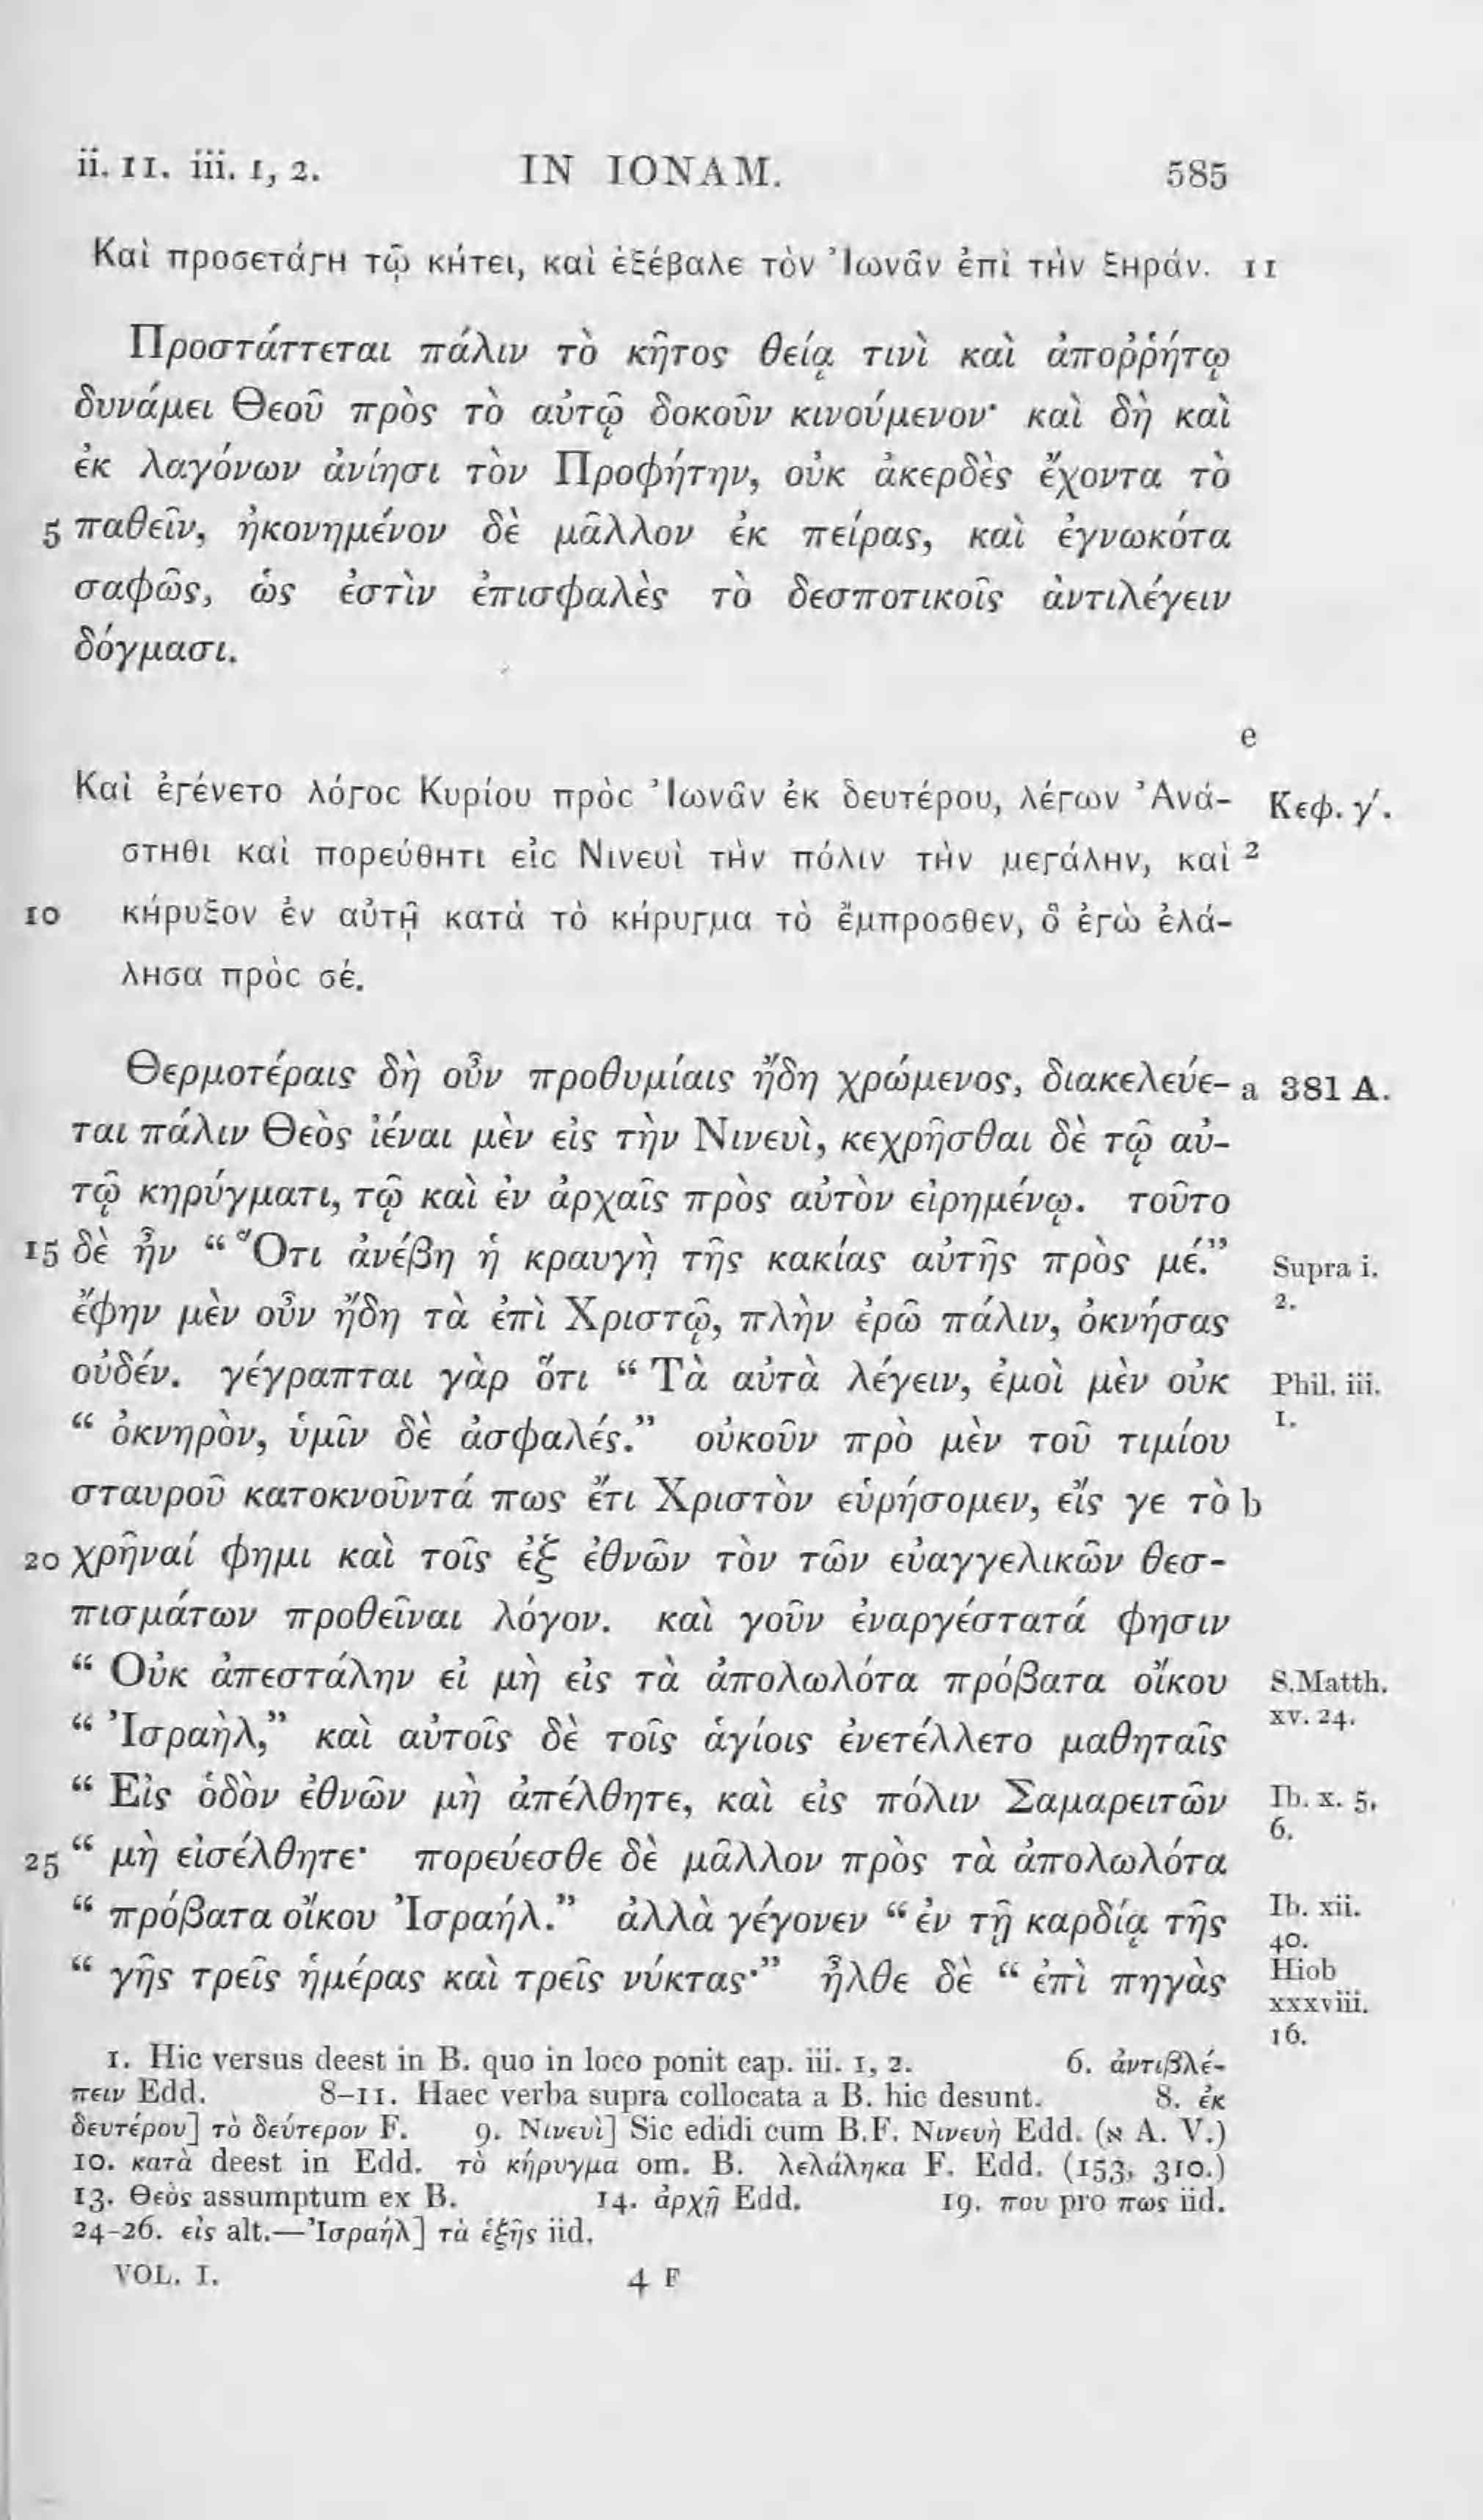 ii. 11. iii. 1, 2. IN IONAM. 585
Καὶ προσετάγη τῷ κήτει, καὶ ἐξέβαλε τὸν Ἰωνᾶν ἐπὶ τὴν ξηράν. 11
Προστάττεται πάλιν τὸ κῆτος θείᾳ τινὶ καὶ ἀποῤῥήτῳ
δυνάμει Θεοῦ πρὸς τὸ αὐτῷ δοκοῦν κινούμενον· καὶ δὴ καὶ
ἐκ λαγόνων ἀνίησι τὸν Προφήτην, οὐκ ἀκερδὲς ἔχοντα τὸ
5 παθεῖν, ἠκονημένον δὲ μᾶλλον ἐκ πείρας, καὶ ἐγνωκότα
σαφῶς, ὡς ἐστὶν ἐπισφαλὲς τὸ δεσποτικοῖς ἀντιλέγειν
δόγμασι.
e
Καὶ ἐγένετο λόγος Κυρίου πρὸς Ἰωνᾶν ἐκ δευτέρου, λέγων Ἀνά- Κεφ. γ΄.
στηθι καὶ πορεύθητι εἰς Νινευὶ τὴν πόλιν τὴν μεγάλην, καὶ 2
10 κήρυξον ἐν αὐτῇ κατὰ τὸ κήρυγμα τὸ ἔμπροσθεν, ὃ ἐγὼ ἐλά-
λησα πρὸς σέ.
Θερμοτέραις δὴ οὖν προθυμίαις ἤδη χρώμενος, διακελεύε- a 381 A.
ται πάλιν Θεὸς ἰέναι μὲν εἰς τὴν Νινευὶ, κεχρῆσθαι δὲ τῷ αὐ-
τῷ κηρύγματι, τῷ καὶ ἐν ἀρχαῖς πρὸς αὐτὸν εἰρημένῳ. τοῦτο
15 δὲ ἦν “Ὅτι ἀνέβη ἡ κραυγὴ τῆς κακίας αὐτῆς πρὸς μέ.” Supra i.
2.
ἔφην μὲν οὖν ἤδη τὰ ἐπὶ Χριστῷ, πλὴν ἐρῶ πάλιν, ὀκνήσας
οὐδέν. γέγραπται γὰρ ὅτι “Τὰ αὐτὰ λέγειν, ἐμοὶ μὲν οὐκ Phil. iii.
1.
“ ὀκνηρὸν, ὑμῖν δὲ ἀσφαλές.” οὐκοῦν πρὸ μὲν τοῦ τιμίου
σταυροῦ κατοκνοῦντά πως ἔτι Χριστὸν εὑρήσομεν, εἴς γε τὸ b
20 χρῆναί φημι καὶ τοῖς ἐξ ἐθνῶν τὸν τῶν εὐαγγελικῶν θεσ-
πισμάτων προθεῖναι λόγον. καὶ γοῦν ἐναργέστατά φησιν
“ Οὐκ ἀπεστάλην εἰ μὴ εἰς τὰ ἀπολωλότα πρόβατα οἴκου S.Matth.
xv. 24.
“ Ἰσραὴλ,” καὶ αὐτοῖς δὲ τοῖς ἁγίοις ἐνετέλλετο μαθηταῖς
“ Εἰς ὁδὸν ἐθνῶν μὴ ἀπέλθητε, καὶ εἰς πόλιν Σαμαρειτῶν Ib. x. 5,
6.
25 “ μὴ εἰσέλθητε· πορεύεσθε δὲ μᾶλλον πρὸς τὰ ἀπολωλότα
“ πρόβατα οἴκου Ἰσραήλ.” ἀλλὰ γέγονεν “ἐν τῇ καρδίᾳ τῆς Ib. xii.
40.
“ γῆς τρεῖς ἡμέρας καὶ τρεῖς νύκτας·” ἦλθε δὲ “ ἐπὶ πηγὰς Hiob
xxxviii.
16.
1. Hic versus deest in B. quo in loco ponit cap. iii. 1, 2. 6. ἀντιβλέ-
πειν Edd. 8-11. Haec verba supra collocata a B. hic desunt. 8. ἐκ
δευτέρου] τὸ δεύτερον F. 9. Νινευὶ] Sic edidi cum B.F. Νινευὴ Edd. (א A. V.)
10. κατὰ deest in Edd. τὸ κήρυγμα om. B. λελάληκα F. Edd. (153, 310.)
13. Θεὸς assumptum ex B. 14. ἀρχῇ Edd. 19. που pro πως iid.
24-26. εἰς alt.—Ἰσραήλ] τὰ ἑξῆς iid.
VOL. I. 4 F